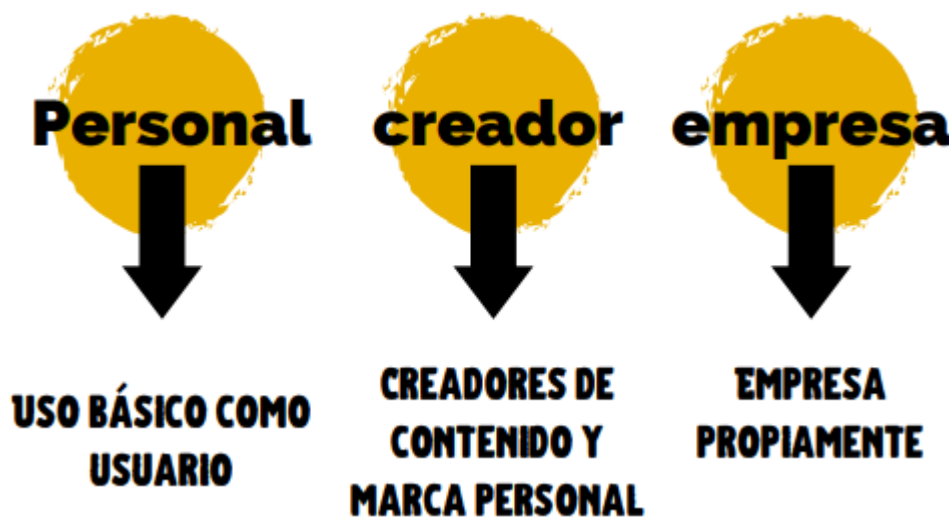 Personal
creador
empresa
USO BÁSICO COMO
USUARIO
CREADORES DE
CONTENIDO Y
MARCA PERSONAL
EMPRESA
PROPIAMENTE